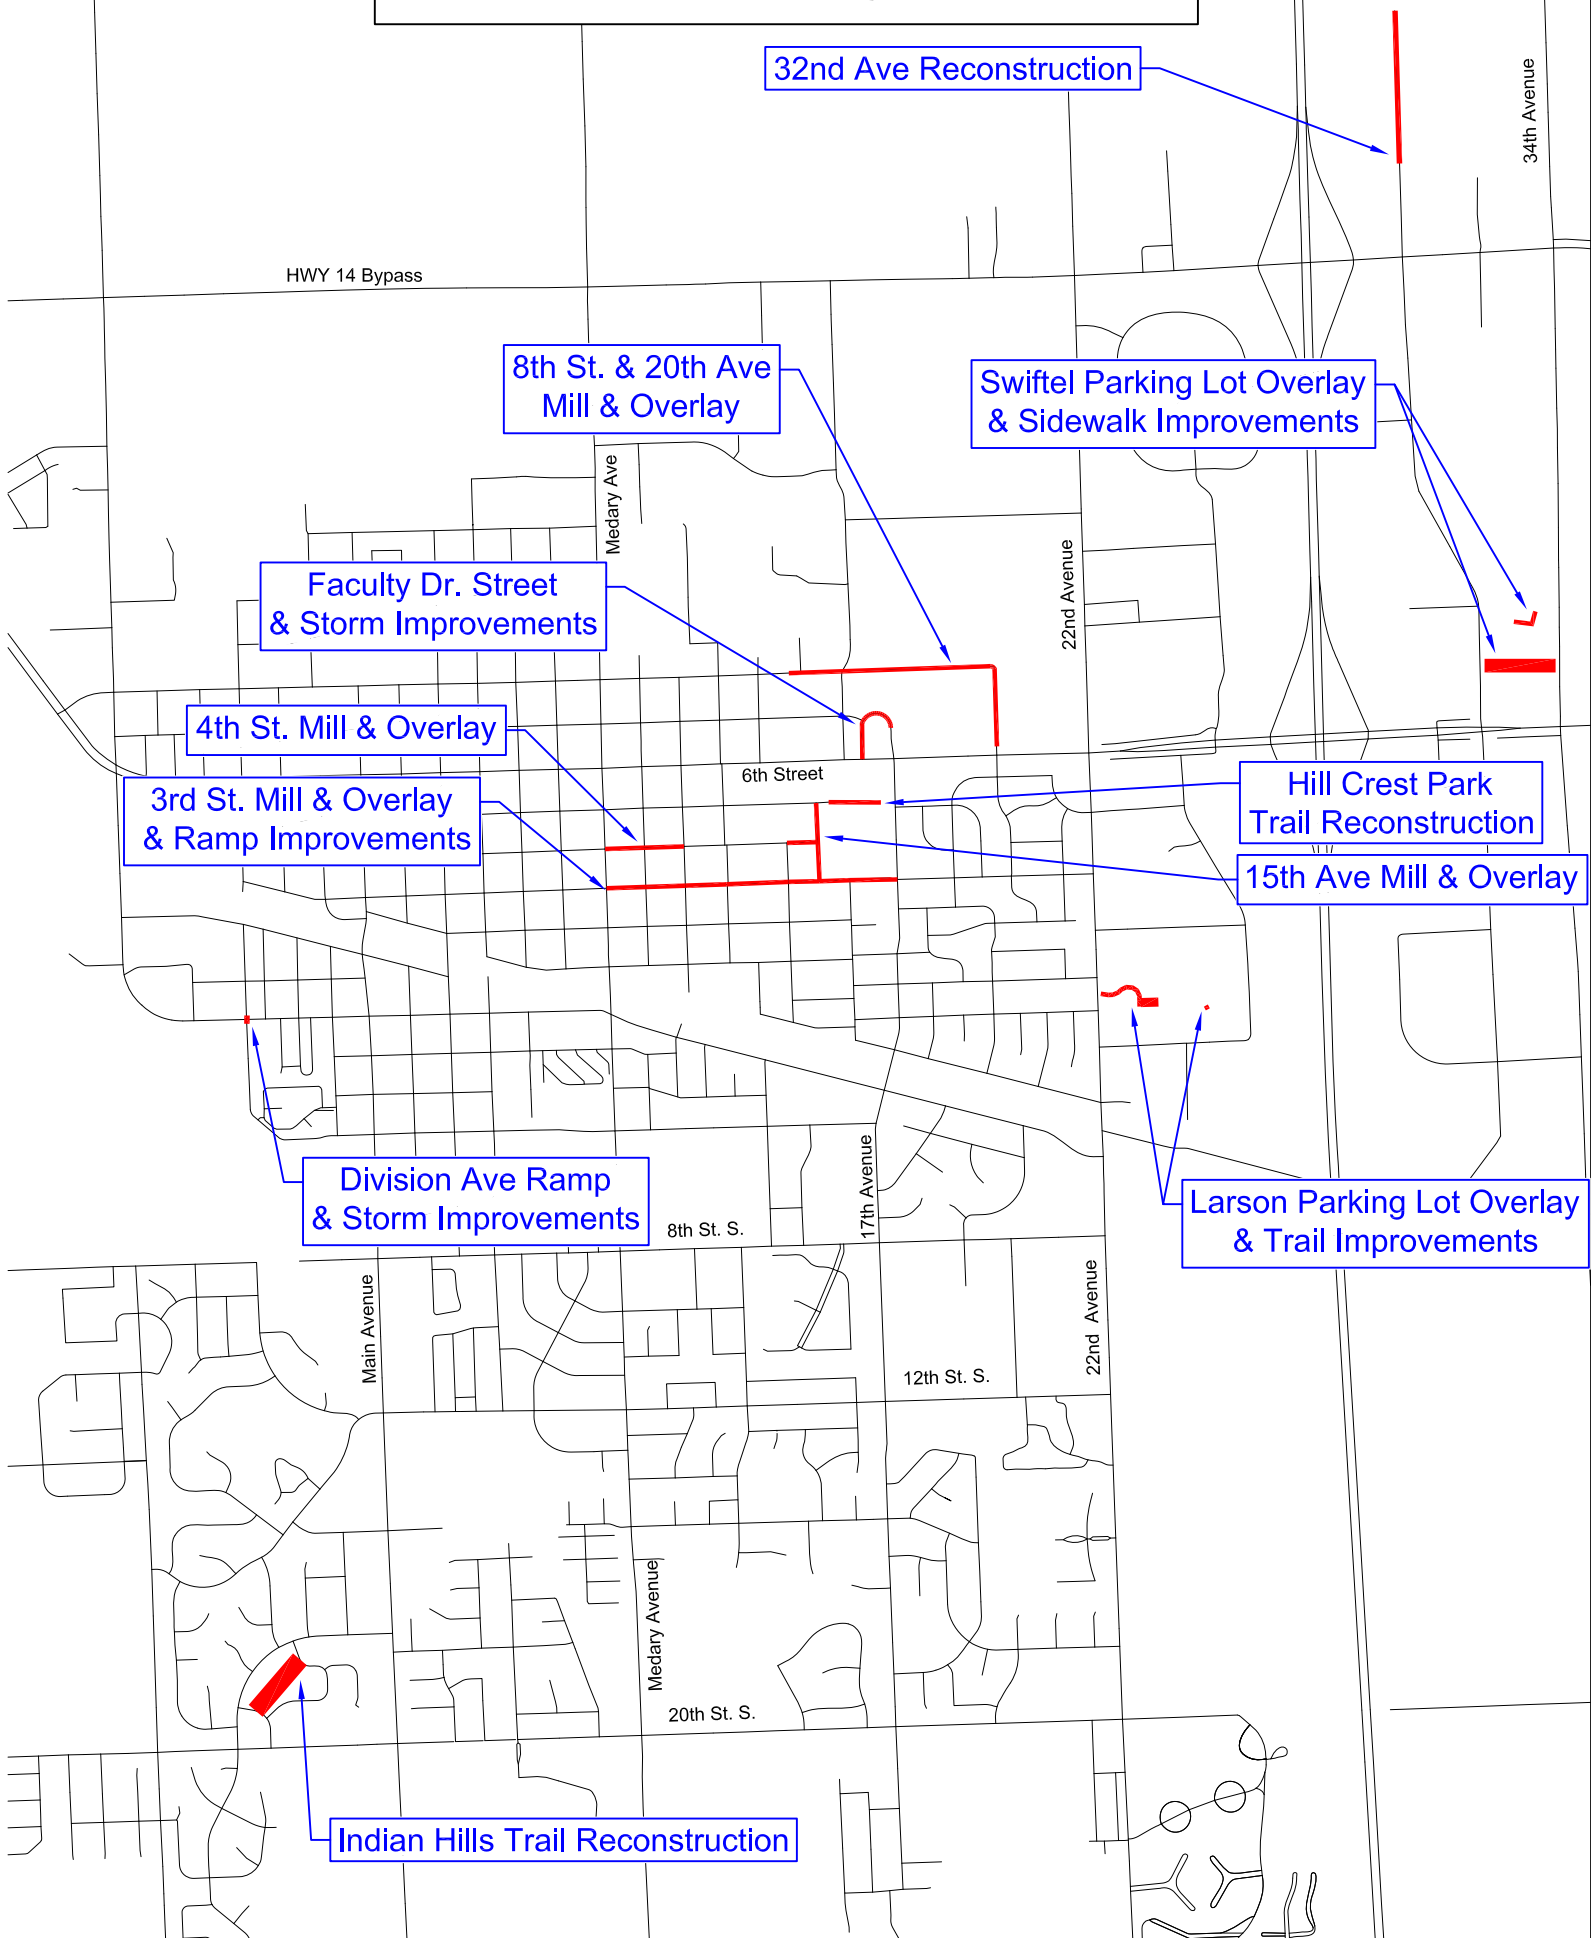 32nd Ave Reconstruction
34th Avenue
HWY 14 Bypass
8th St. & 20th Ave
Mill & Overlay
Swiftel Parking Lot Overlay
& Sidewalk Improvements
Medary Ave
22nd Avenue
Faculty Dr. Street
& Storm Improvements
4th St. Mill & Overlay
6th Street
3rd St. Mill & Overlay
& Ramp Improvements
Hill Crest Park
Trail Reconstruction
15th Ave Mill & Overlay
Division Ave Ramp
& Storm Improvements
17th Avenue
8th St. S.
Larson Parking Lot Overlay
& Trail Improvements
Main Avenue
22nd Avenue
12th St. S.
Medary Avenue
20th St. S.
Indian Hills Trail Reconstruction